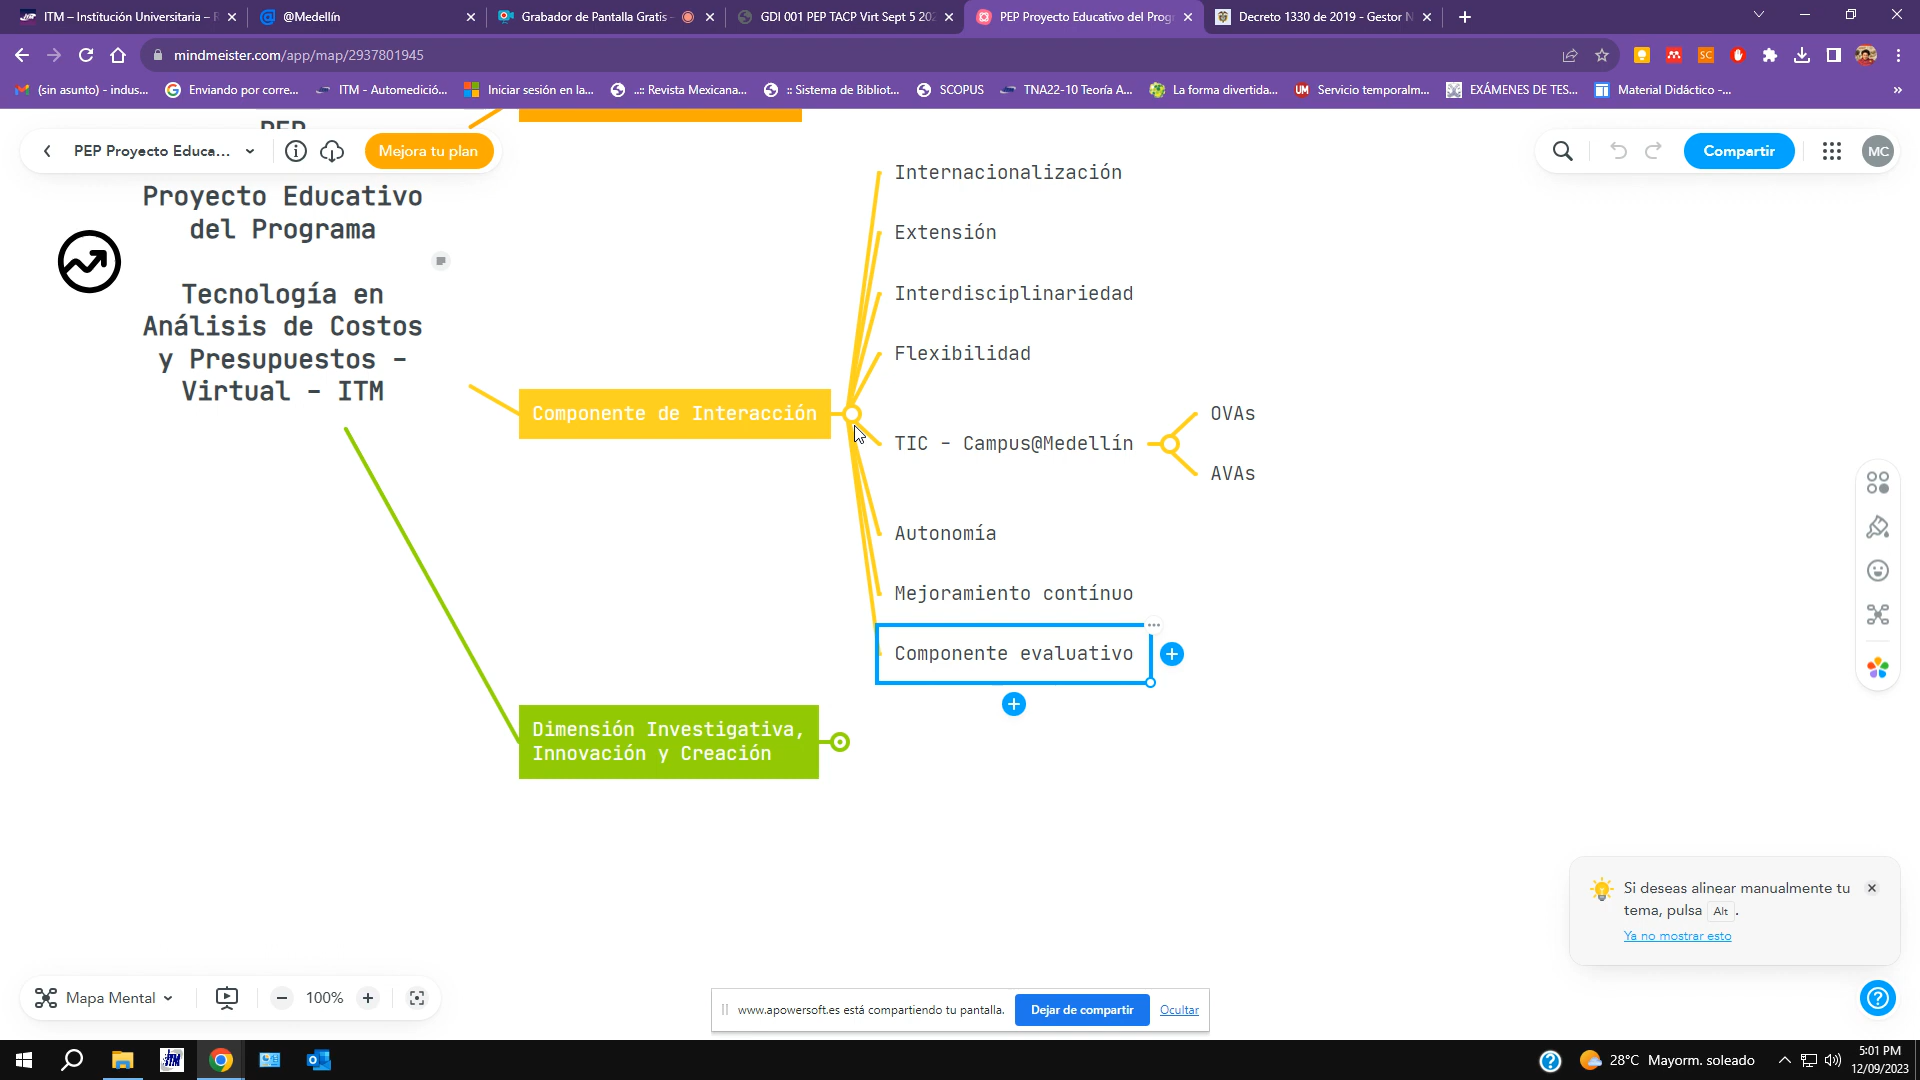 ITM – Institución Universitaria – R
@Medellín
Grabador de Pantalla Gratis -
GDI 001 PEP TACP Virt Sept 5 202
PEP Proyecto Educativo del Prog
Decreto 1330 de 2019 - Gestor N
mindmeister.com/app/map/2937801945
(sin asunto) - indus...
Enviando por corre...
ITM - Automedició...
Iniciar sesión en la...
..:: Revista Mexicana...
:: Sistema de Bibliot...
SCOPUS
TNA22-10 Teoría A...
La forma divertida...
UM Servicio temporalm...
EXÁMENES DE TES...
Material Didáctico -...
»
PEP
PEP Proyecto Educa...
Mejora tu plan
Compartir
MC
Proyecto Educativo
del Programa
Tecnología en
Análisis de Costos
y Presupuestos -
Virtual - ITM
Internacionalización
Extensión
Interdisciplinariedad
Flexibilidad
Componente de Interacción
TIC - Campus@Medellín
OVAs
AVAs
Autonomía
Mejoramiento contínuo
Componente evaluativo
Dimensión Investigativa,
Innovación y Creación
Si deseas alinear manualmente tu
tema, pulsa Alt .
Ya no mostrar esto
Mapa Mental
100%
www.apowersoft.es está compartiendo tu pantalla.
Dejar de compartir
Ocultar
28°C Mayorm. soleado
5:01 PM
12/09/2023